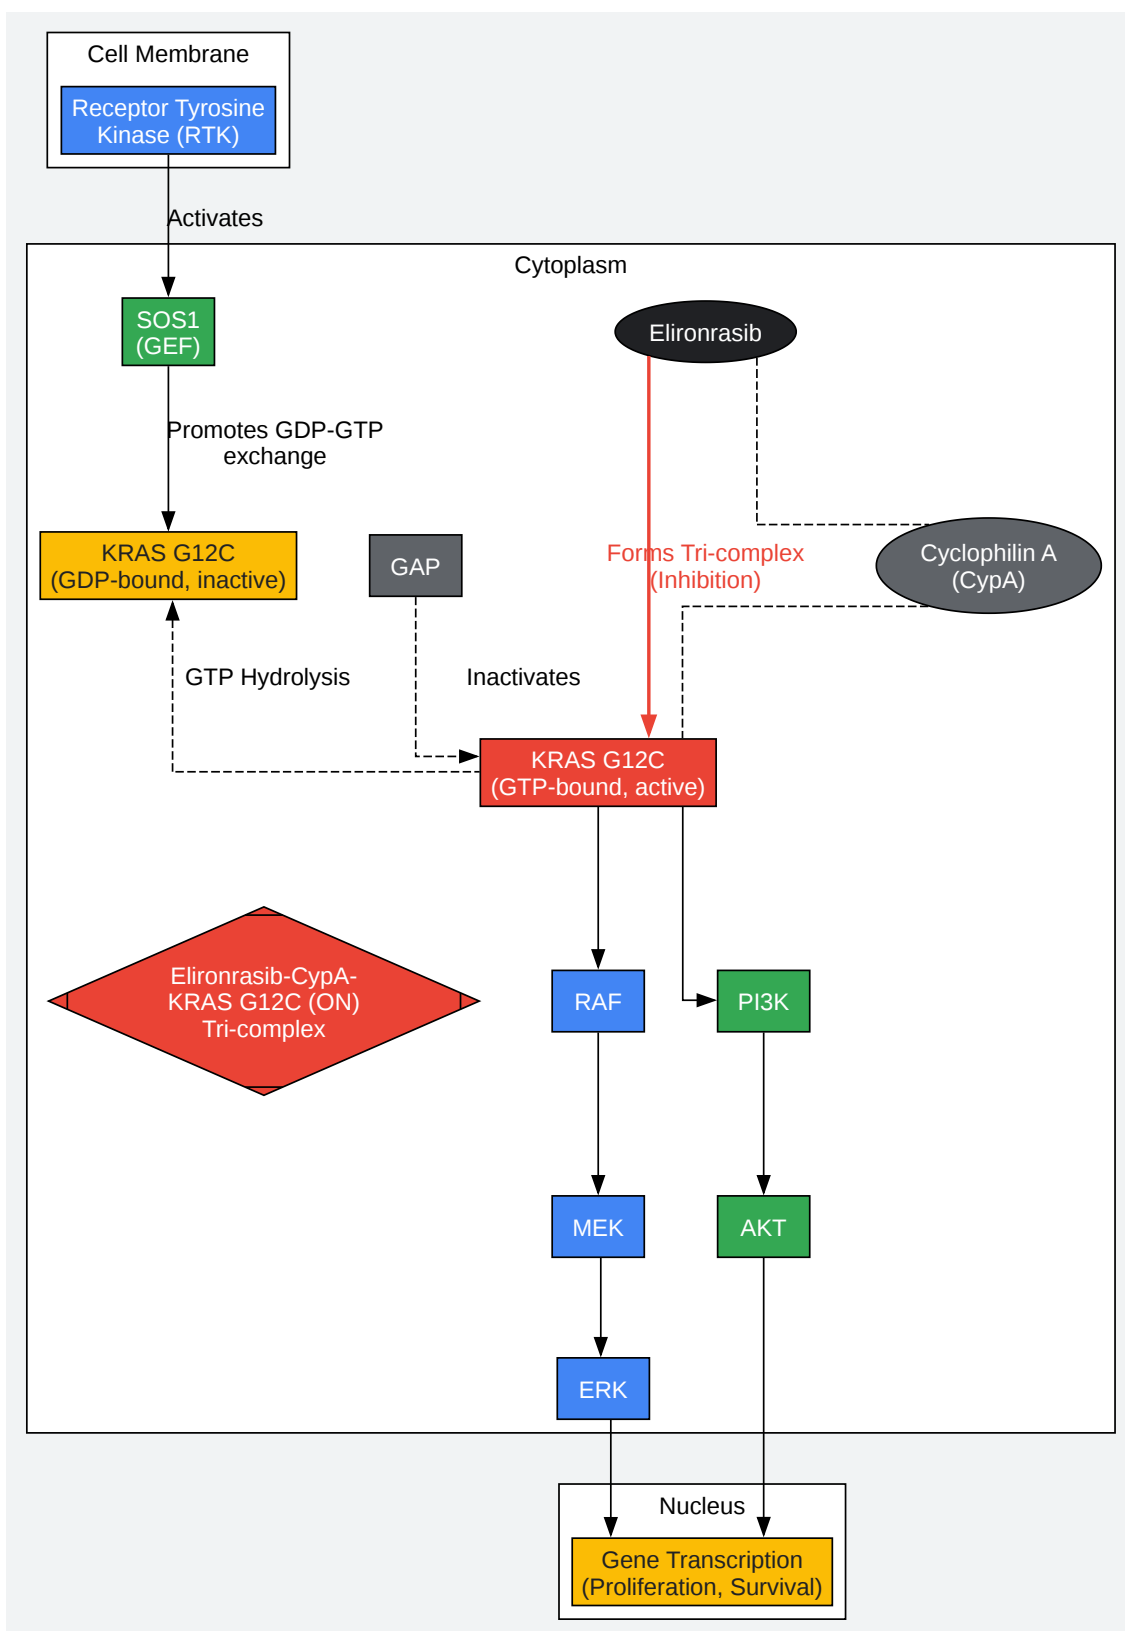 Cell Membrane
Receptor Tyrosine
Kinase (RTK)
Activates
Cytoplasm
SOS1
(GEF)
Elironrasib
Promotes GDP-GTP
exchange
KRAS G12C
(GDP-bound, inactive)
GAP
Forms Tri-complex
(Inhibition)
Cyclophilin A
(CypA)
GTP Hydrolysis
Inactivates
KRAS G12C
(GTP-bound, active)
Elironrasib-CypA-
KRAS G12C (ON)
Tri-complex
RAF
PI3K
MEK
AKT
ERK
Nucleus
Gene Transcription
(Proliferation, Survival)